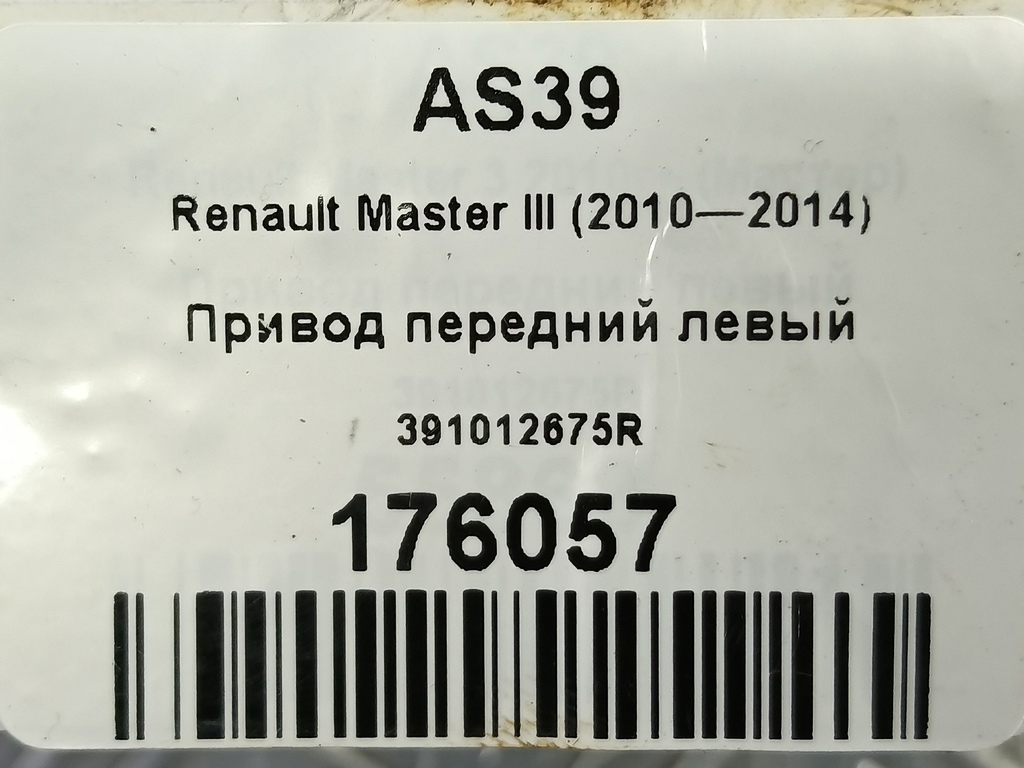 AS39
Renault Master III (2010—2014)
Привод передний левый
391012675R
176057